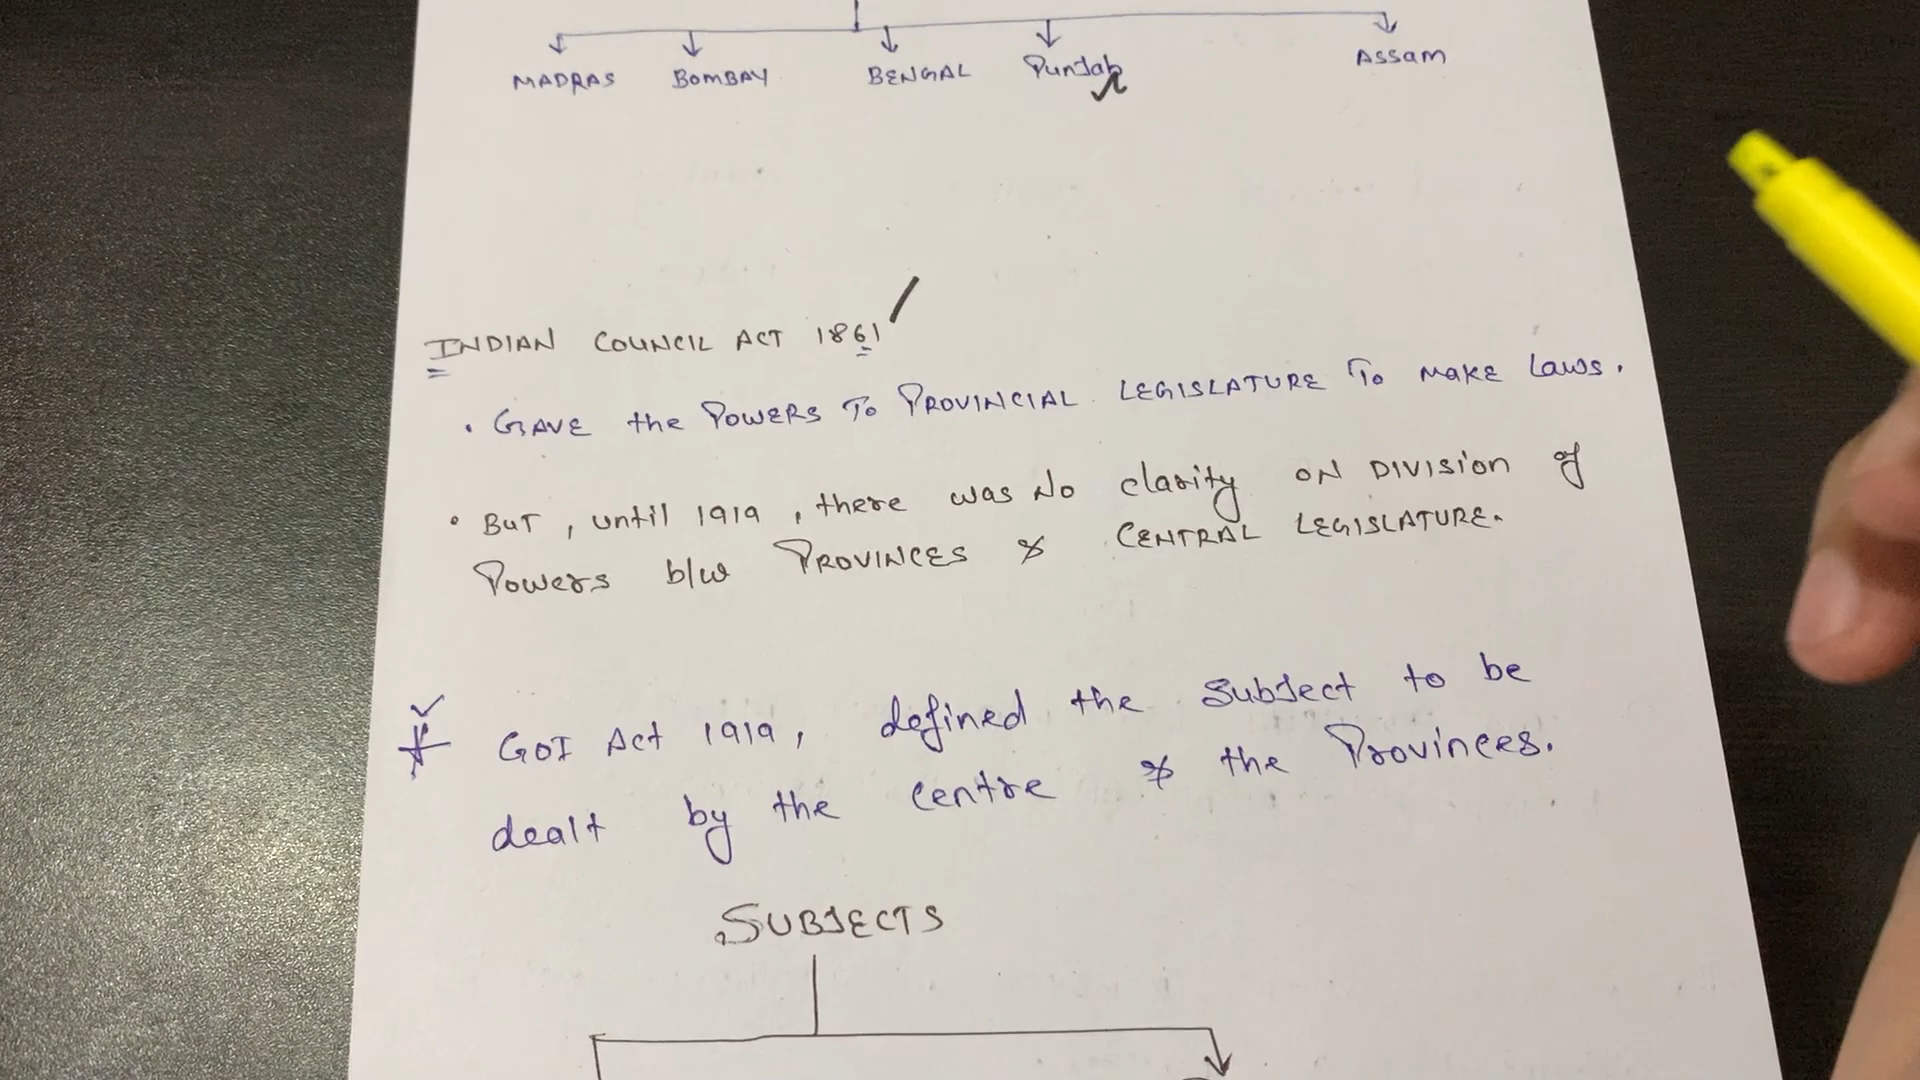 MADRAS BOMBAY BENGAL Punjab ASSAM
INDIAN COUNCIL ACT 1861
• GAVE the POWERS TO PROVINCIAL LEGISLATURE TO MAKE Laws.
• BUT, until 1919, there was No clarity ON DIVISION of
Powers b/w PROVINCES & CENTRAL LEGISLATURE.
* GOI Act 1919, defined the Subject to be
dealt by the Centre & the Provinces.
SUBJECTS